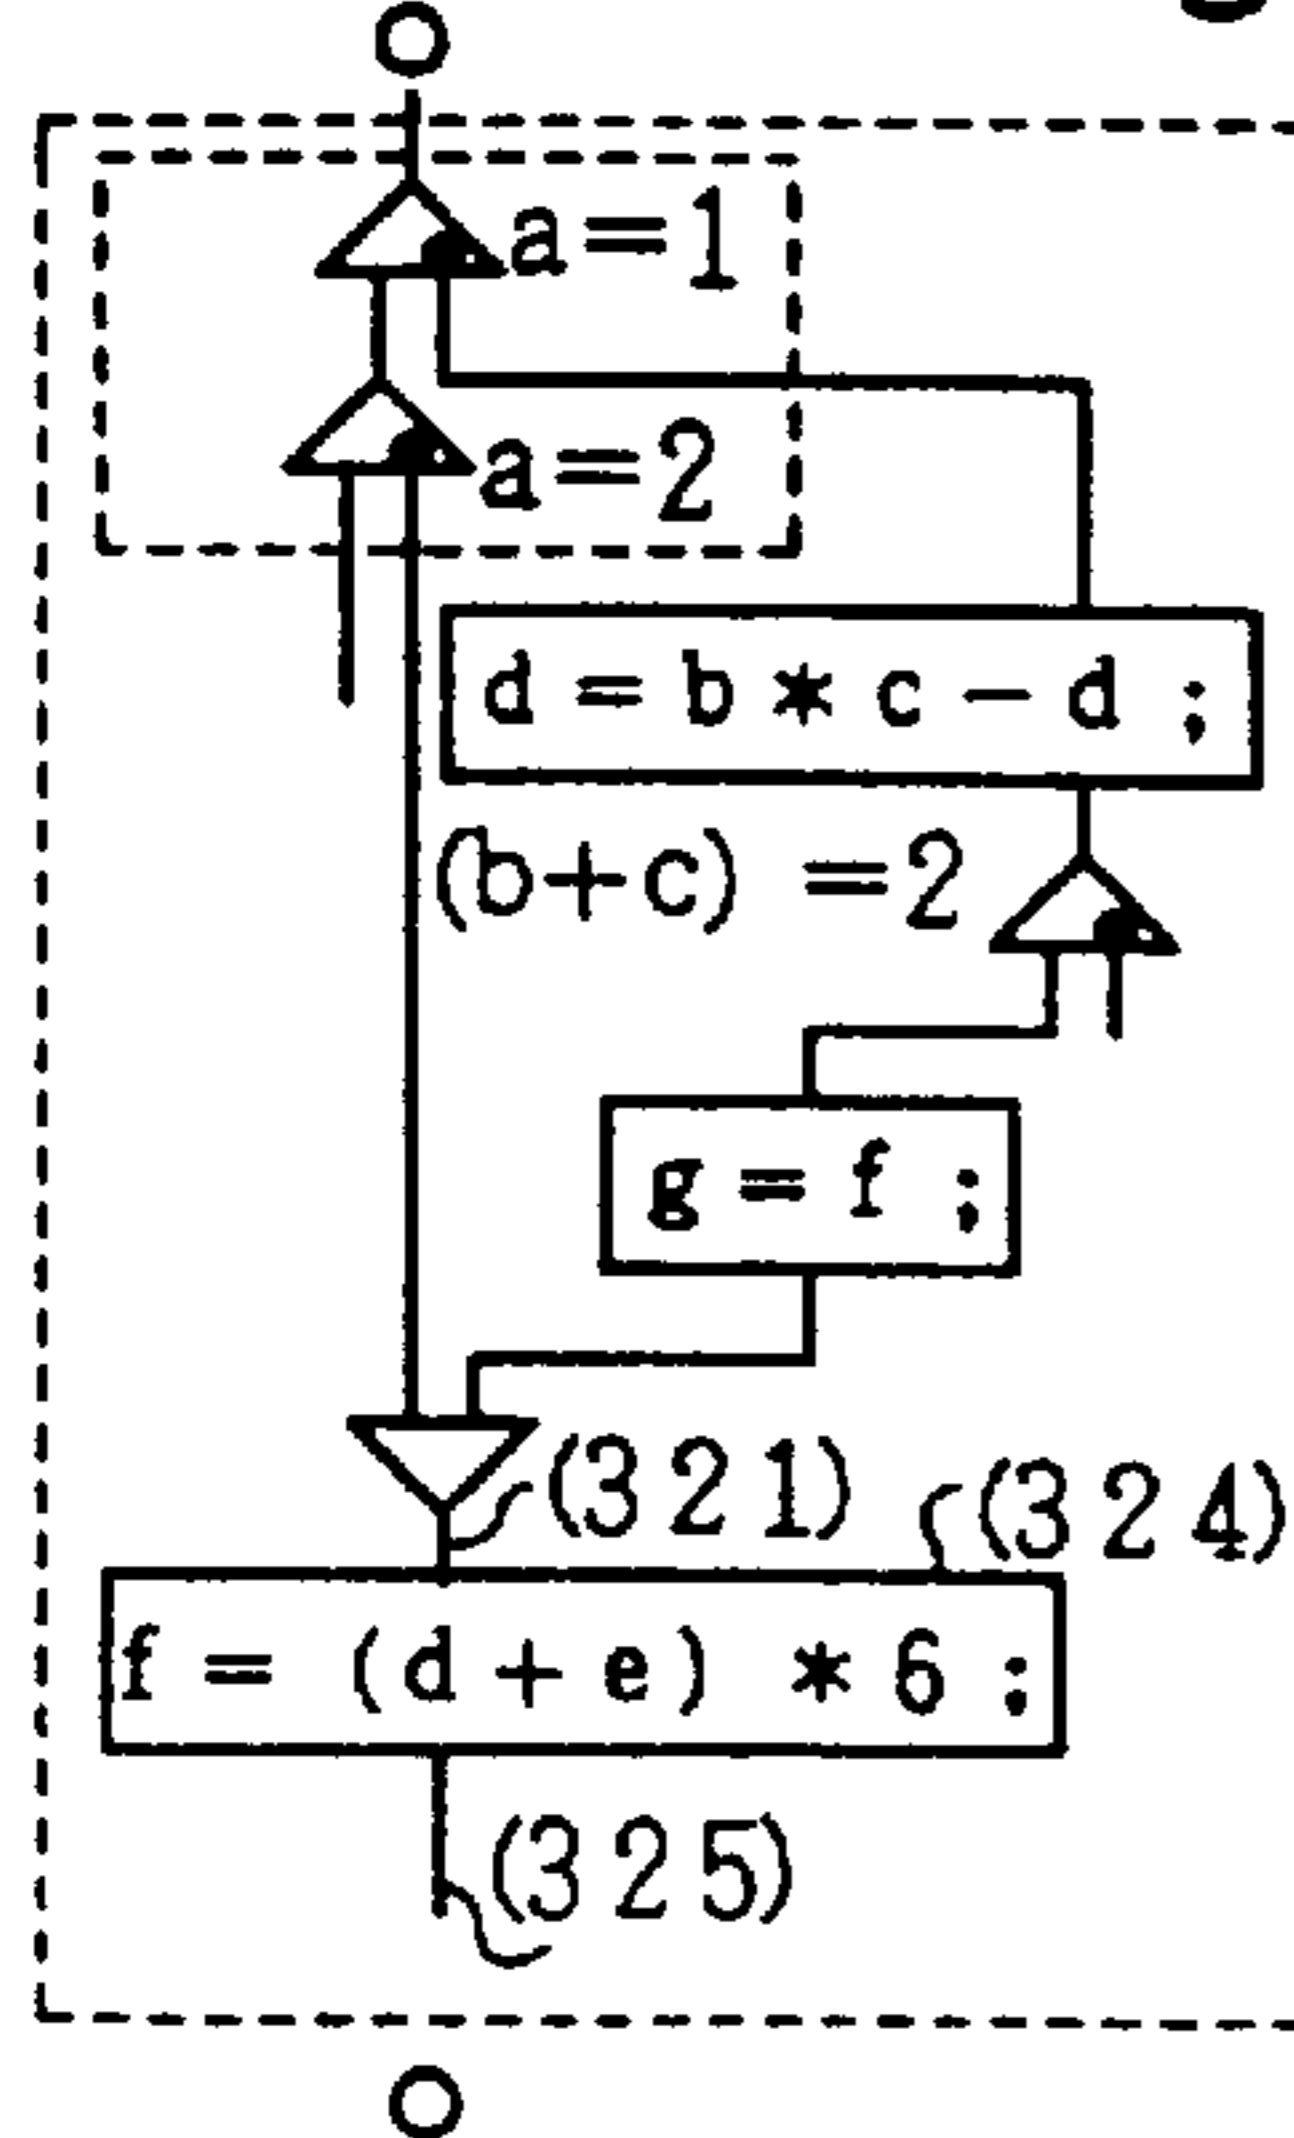 a=1
a=2
d = b * c - d ;
(b+c) =2
g = f ;
(321)
(324)
f = (d + e) * 6 :
(325)